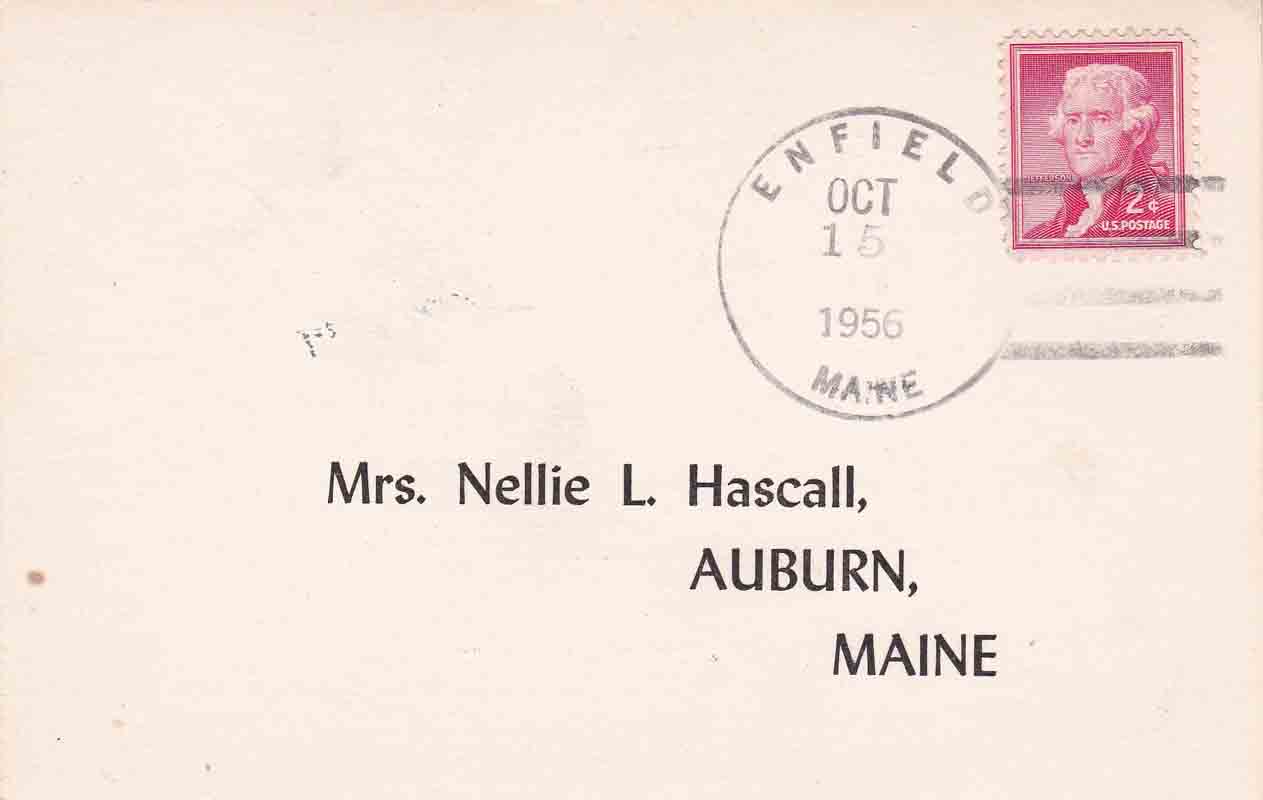 ENFIELD
OCT
15
1956
MAINE
JEFFERSON
2¢
U.S. POSTAGE
Mrs. Nellie L. Hascall,
AUBURN,
MAINE